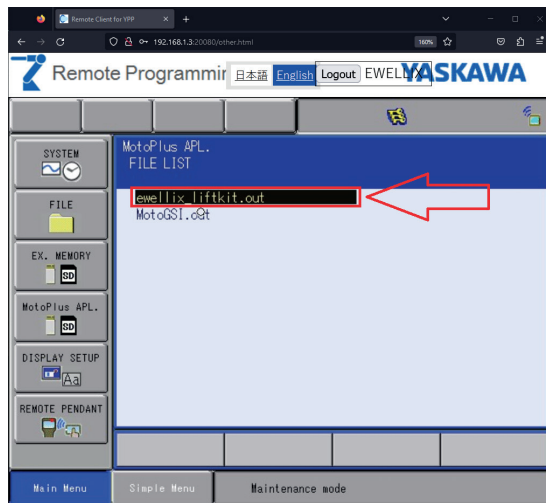 Remote Client for YPP
192.168.1.3:20080/other.html
160%
Remote Programmin
日本語 English Logout EWELLIX
YASKAWA
SYSTEM
FILE
EX. MEMORY
SD
MotoPlus APL.
SD
DISPLAY SETUP
Aa
REMOTE PENDANT
MotoPlus APL.
FILE LIST
ewellix_liftkit.out
MotoGSI.out
Main Menu
Simple Menu
Maintenance mode